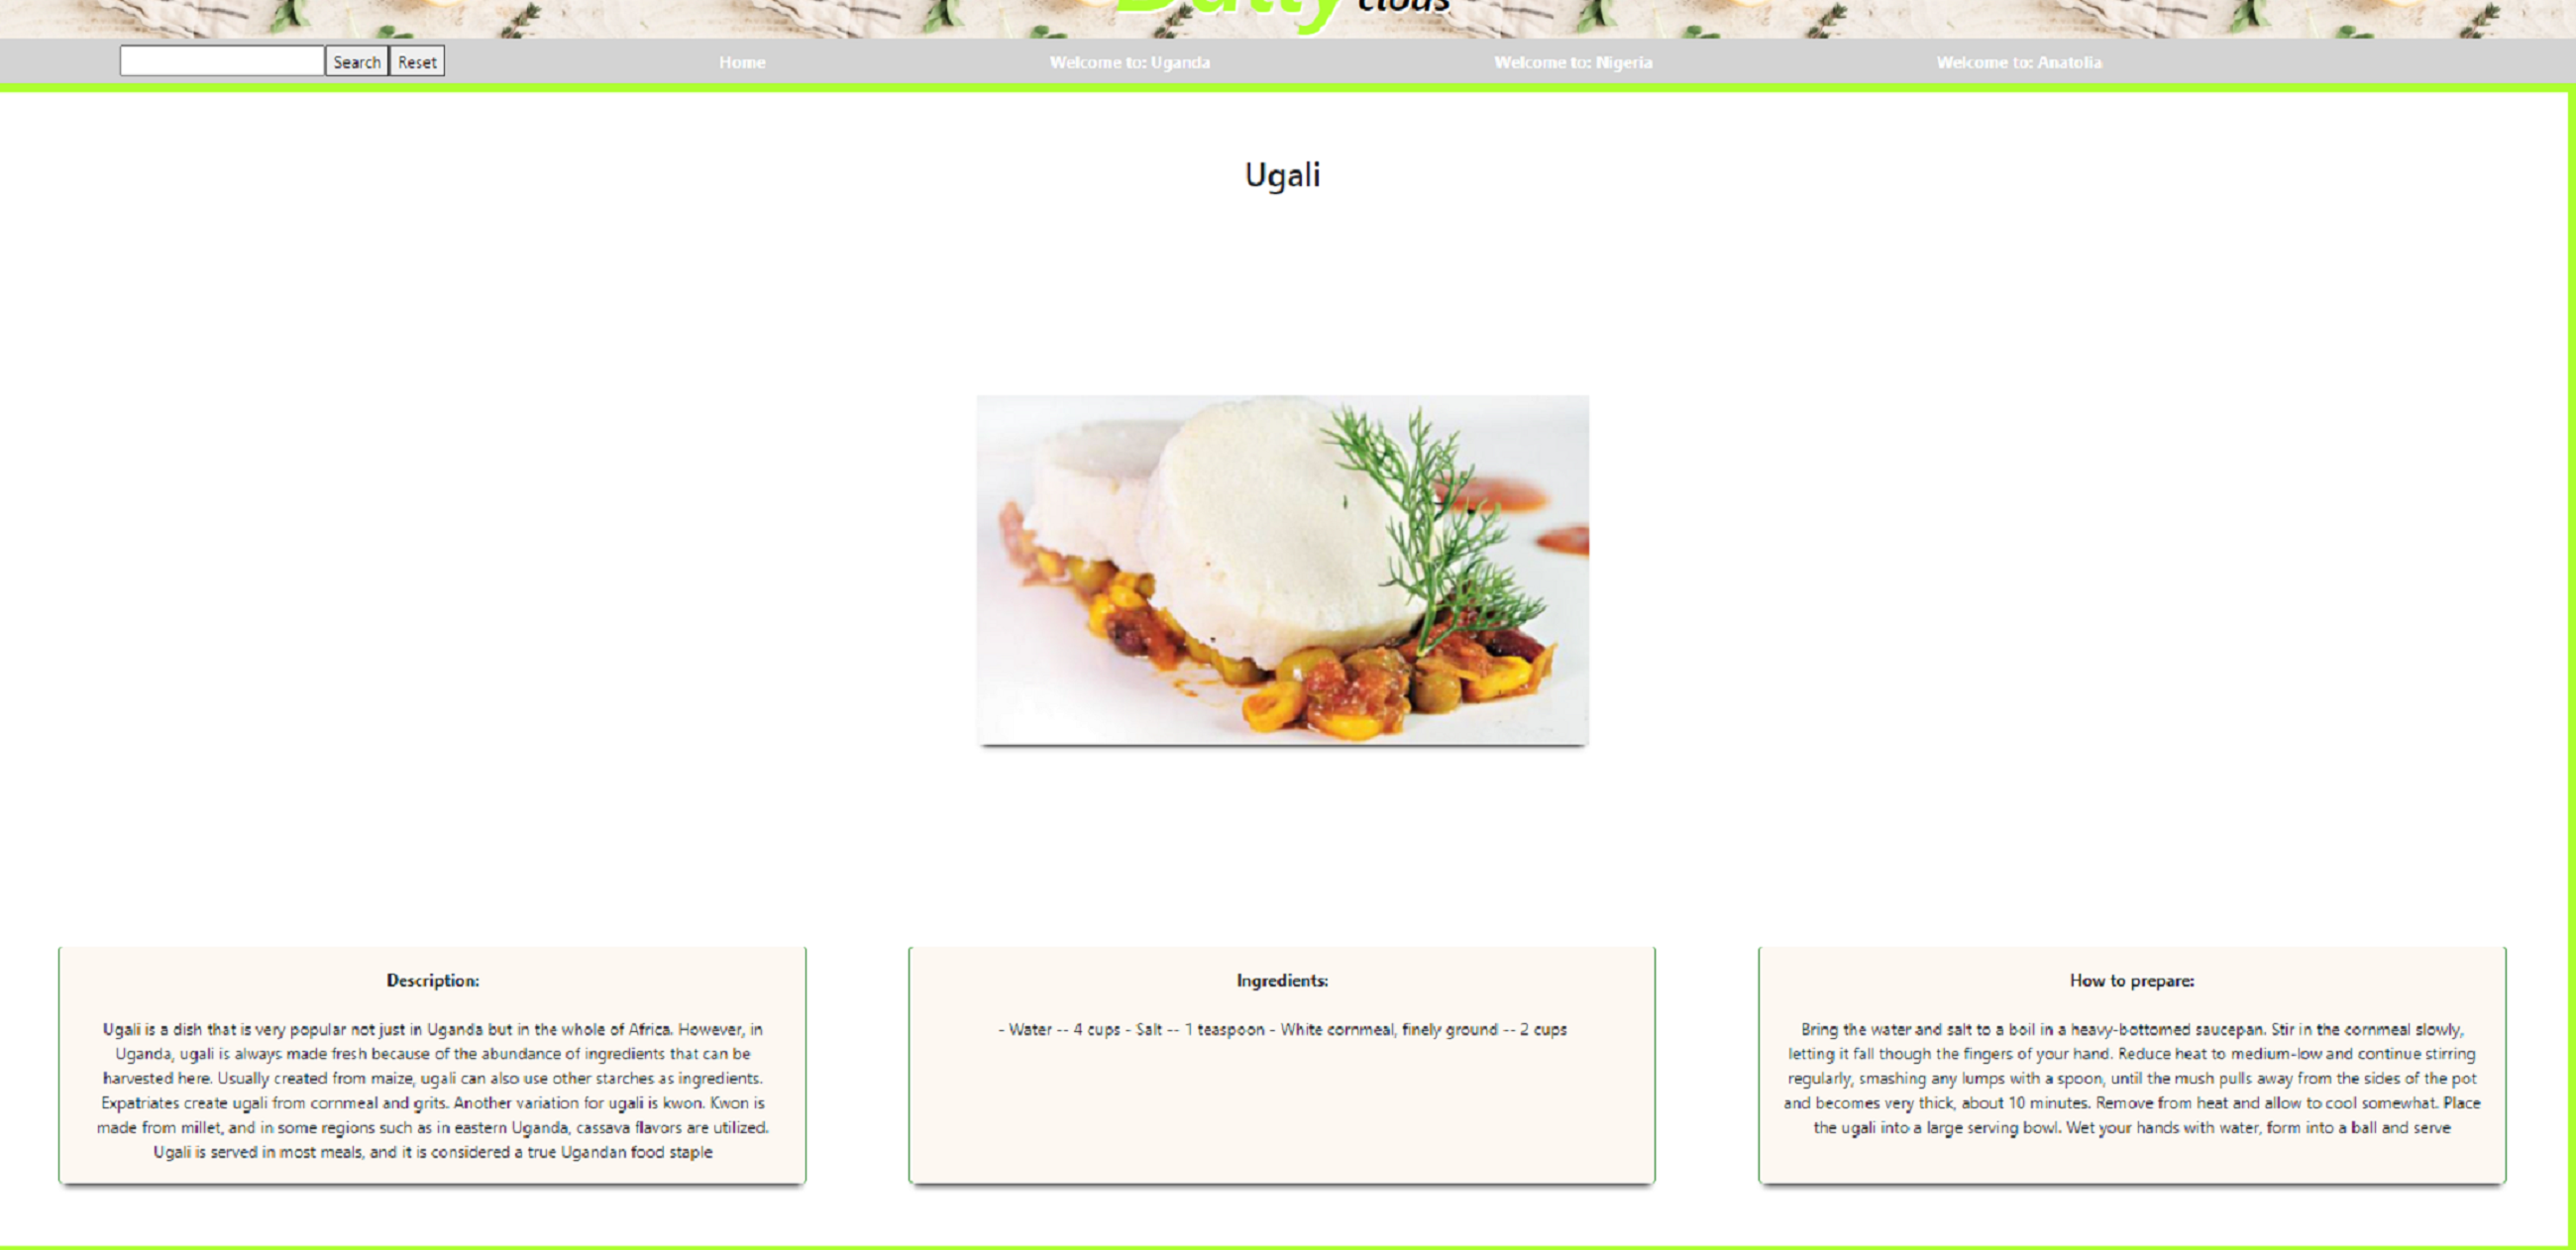 Search Reset Home Welcome to: Uganda Welcome to: Nigeria Welcome to: Anatolia
Ugali
Description:
Ugali is a dish that is very popular not just in Uganda but in the whole of Africa. However, in
Uganda, ugali is always made fresh because of the abundance of ingredients that can be
harvested here. Usually created from maize, ugali can also use other starches as ingredients.
Expatriates create ugali from cornmeal and grits. Another variation for ugali is kwon. Kwon is
made from millet, and in some regions such as in eastern Uganda, cassava flavors are utilized.
Ugali is served in most meals, and it is considered a true Ugandan food staple
Ingredients:
- Water -- 4 cups - Salt -- 1 teaspoon - White cornmeal, finely ground -- 2 cups
How to prepare:
Bring the water and salt to a boil in a heavy-bottomed saucepan. Stir in the cornmeal slowly,
letting it fall though the fingers of your hand. Reduce heat to medium-low and continue stirring
regularly, smashing any lumps with a spoon, until the mush pulls away from the sides of the pot
and becomes very thick, about 10 minutes. Remove from heat and allow to cool somewhat. Place
the ugali into a large serving bowl. Wet your hands with water, form into a ball and serve